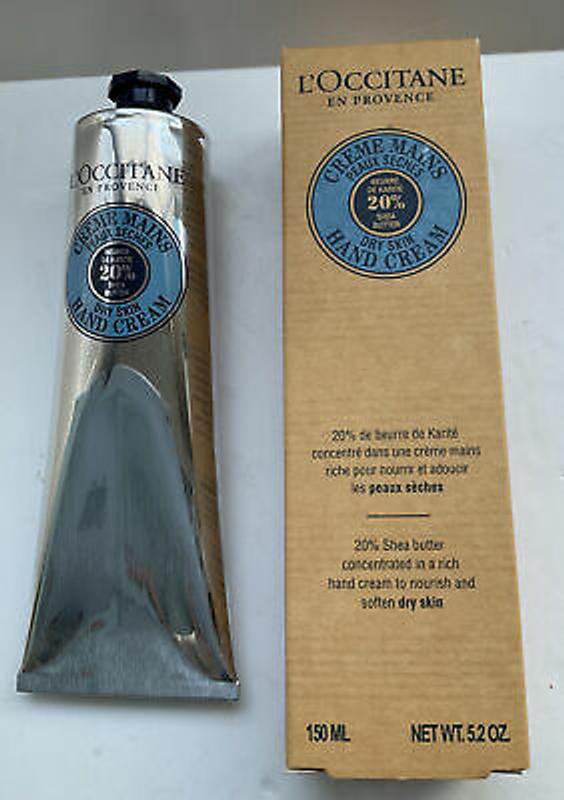 L'OCCITANE
EN PROVENCE
CRÈME MAINS
PEAUX SÈCHES
20%
SHEA
BUTTER
DRY SKIN
HAND CREAM
L'OCCITANE
EN PROVENCE
CRÈME MAINS
PEAUX SÈCHES
BEURRE
DE KARITÉ
20%
SHEA
BUTTER
DRY SKIN
HAND CREAM
20% de beurre de Karité
concentré dans une crème mains
riche pour nourrir et adoucir
les peaux sèches
20% Shea butter
concentrated in a rich
hand cream to nourish and
soften dry skin
150 ML NET WT. 5.2 OZ.